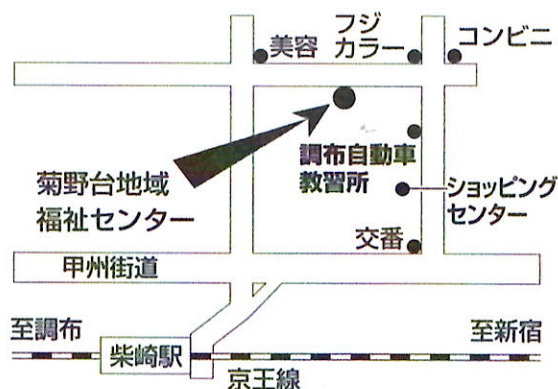 美容
フジ
カラー
コンビニ
調布自動車
教習所
菊野台地域
福祉センター
ショッピング
センター
交番
甲州街道
至調布
至新宿
柴崎駅
京王線